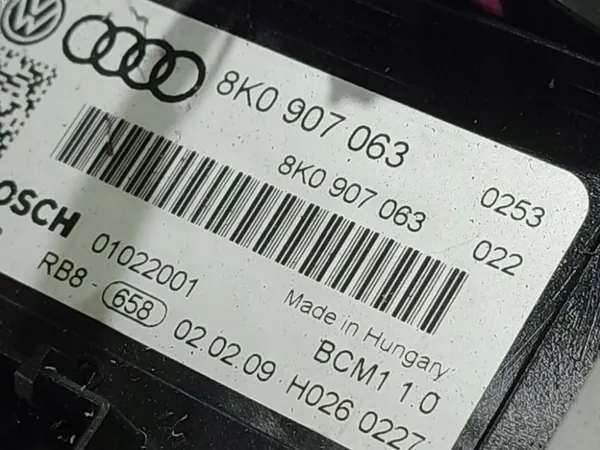 8K0 907 063
8K0 907 063
0253
022
OSCH
01022001
Made in Hungary
RB8 - 658 02.02.09
BCM1 1.0
H026 0227